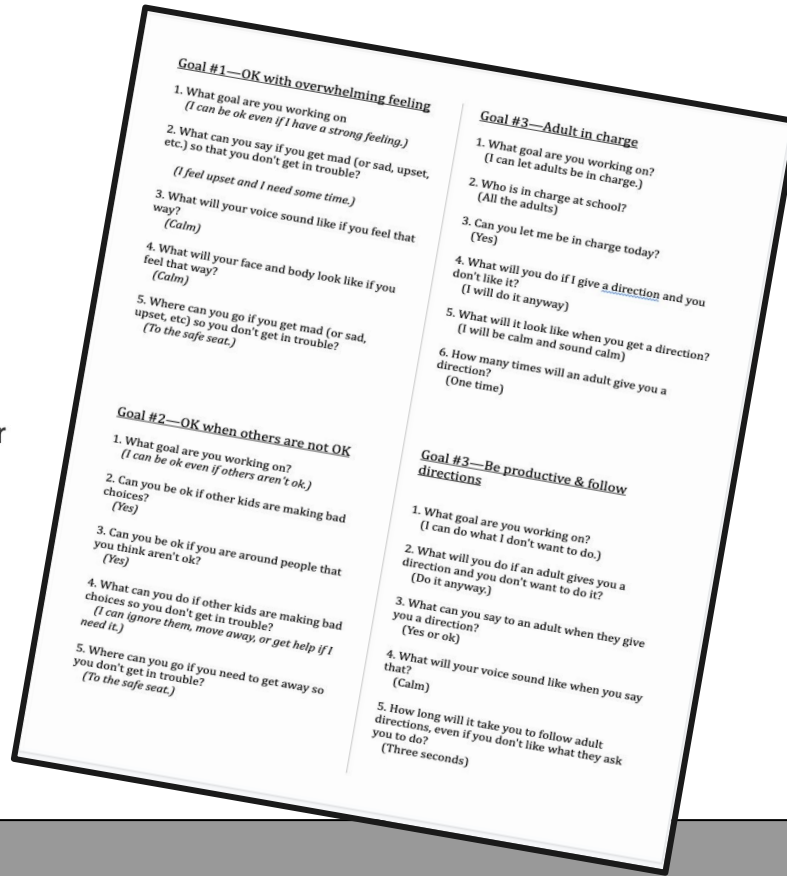 Goal #1—OK with overwhelming feeling
1. What goal are you working on
(I can be ok even if I have a strong feeling.)
2. What can you say if you get mad (or sad, upset,
etc.) so that you don't get in trouble?
(I feel upset and I need some time.)
3. What will your voice sound like if you feel that
way?
(Calm)
4. What will your face and body look like if you
feel that way?
(Calm)
5. Where can you go if you get mad (or sad,
upset, etc) so you don't get in trouble?
(To the safe seat.)
Goal #2—OK when others are not OK
1. What goal are you working on?
(I can be ok even if others aren't ok.)
2. Can you be ok if other kids are making bad
choices?
(Yes)
3. Can you be ok if you are around people that
you think aren't ok?
(Yes)
4. What can you do if other kids are making bad
choices so you don't get in trouble?
(I can ignore them, move away, or get help if I
need it.)
5. Where can you go if you need to get away so
you don't get in trouble?
(To the safe seat.)
Goal #3—Adult in charge
1. What goal are you working on?
(I can let adults be in charge.)
2. Who is in charge at school?
(All the adults)
3. Can you let me be in charge today?
(Yes)
4. What will you do if I give a direction and you
don't like it?
(I will do it anyway)
5. What will it look like when you get a direction?
(I will be calm and sound calm)
6. How many times will an adult give you a
direction?
(One time)
Goal #3—Be productive & follow
directions
1. What goal are you working on?
(I can do what I don't want to do.)
2. What will you do if an adult gives you a
direction and you don't want to do it?
(Do it anyway.)
3. What can you say to an adult when they give
you a direction?
(Yes or ok)
4. What will your voice sound like when you say
that?
(Calm)
5. How long will it take you to follow adult
directions, even if you don't like what they ask
you to do?
(Three seconds)
r